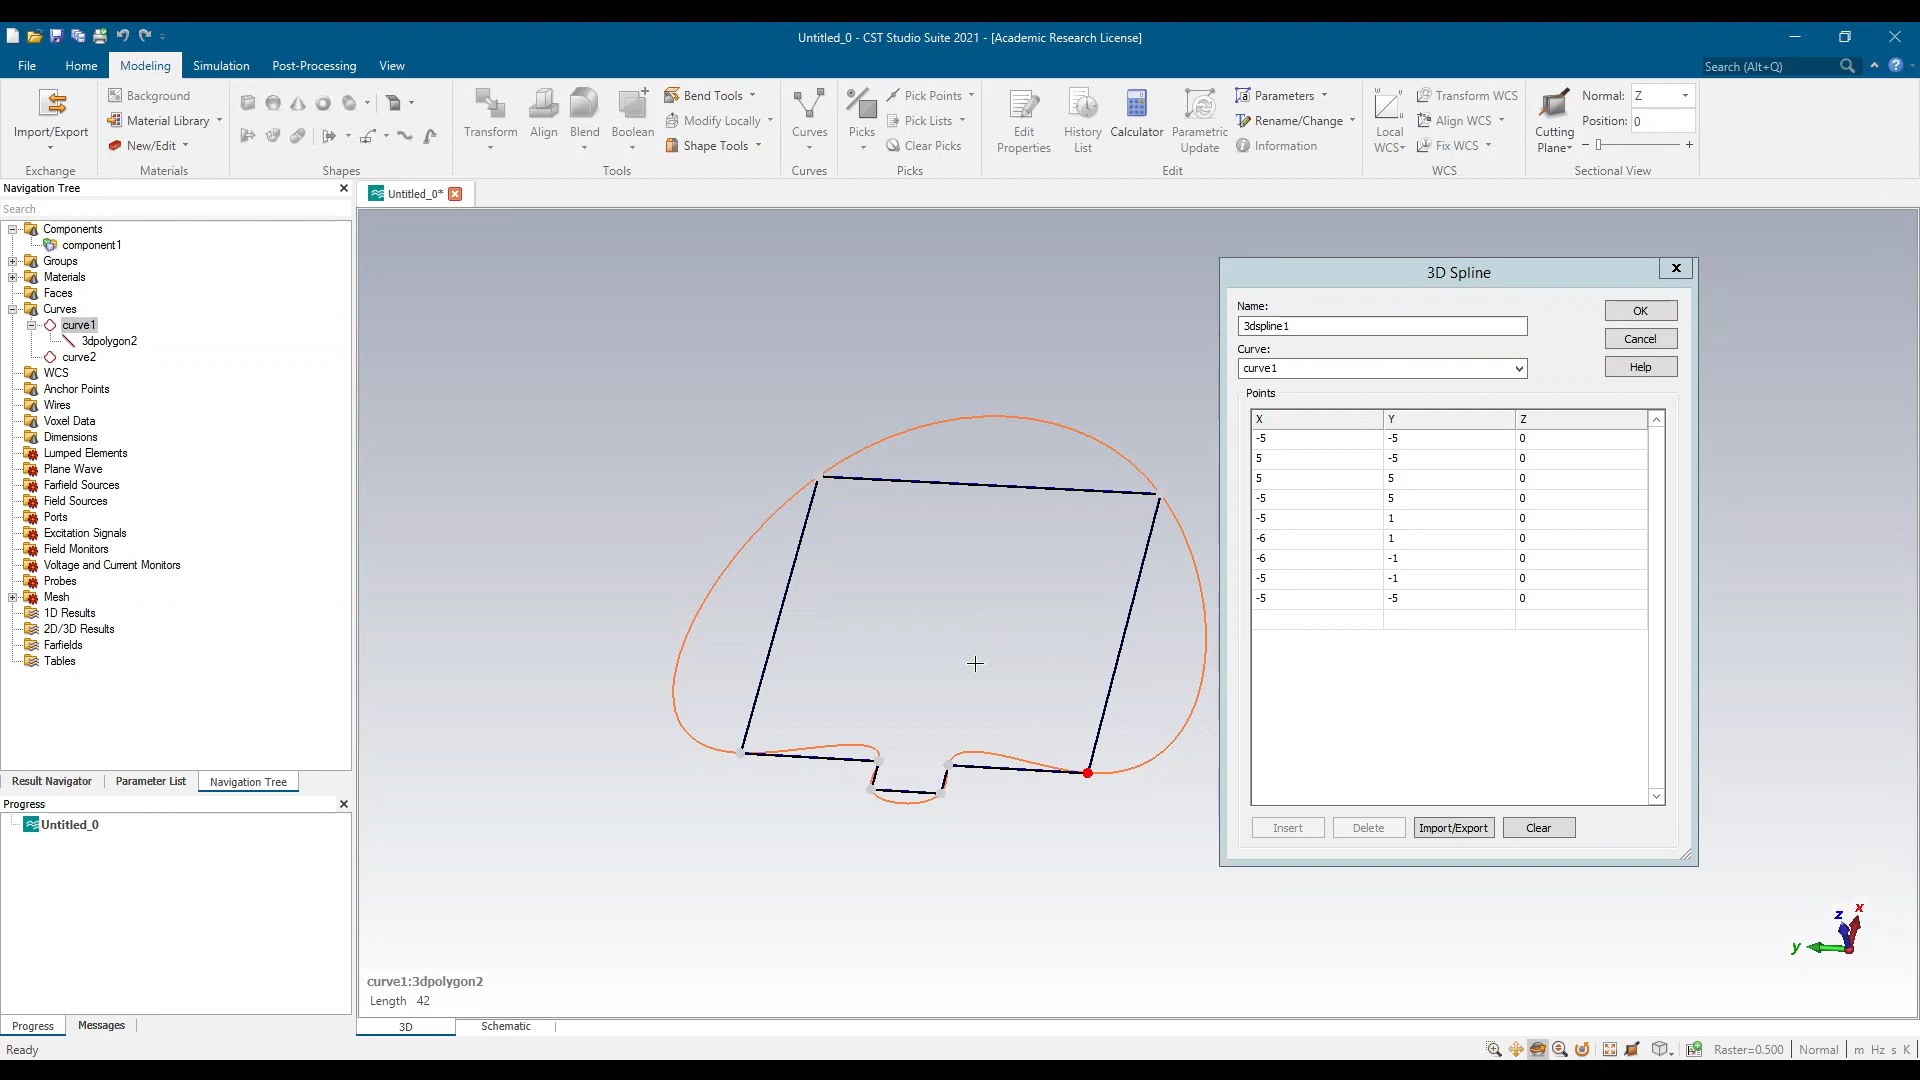 Untitled_0 - CST Studio Suite 2021 - [Academic Research License]
File Home Modeling Simulation Post-Processing View Search (Alt+Q)
Import/Export
Exchange
Background
Material Library
New/Edit
Materials
Shapes
Transform Align Blend Boolean
Bend Tools
Modify Locally
Shape Tools
Tools
Curves
Curves
Picks
Pick Points
Pick Lists
Clear Picks
Picks
Edit Properties
History List
Calculator
Parametric Update
Parameters
Rename/Change
Information
Edit
Local WCS
Transform WCS
Align WCS
Fix WCS
WCS
Cutting Plane
Normal: Z
Position: 0
Sectional View
Navigation Tree
Untitled_0*
Search
Components
component1
Groups
Materials
Faces
Curves
curve1
3dpolygon2
curve2
WCS
Anchor Points
Wires
Voxel Data
Dimensions
Lumped Elements
Plane Wave
Farfield Sources
Field Sources
Ports
Excitation Signals
Field Monitors
Voltage and Current Monitors
Probes
Mesh
1D Results
2D/3D Results
Farfields
Tables
Result Navigator Parameter List Navigation Tree
Progress
Untitled_0
Progress Messages
3D Spline
Name:
3dspline1
Curve:
curve1
OK
Cancel
Help
Points
X Y Z
-5 -5 0
5 -5 0
5 5 0
-5 5 0
-5 1 0
-6 1 0
-6 -1 0
-5 -1 0
-5 -5 0
Insert Delete Import/Export Clear
z x
y
curve1:3dpolygon2
Length 42
3D Schematic
Ready Raster=0.500 Normal m Hz s K